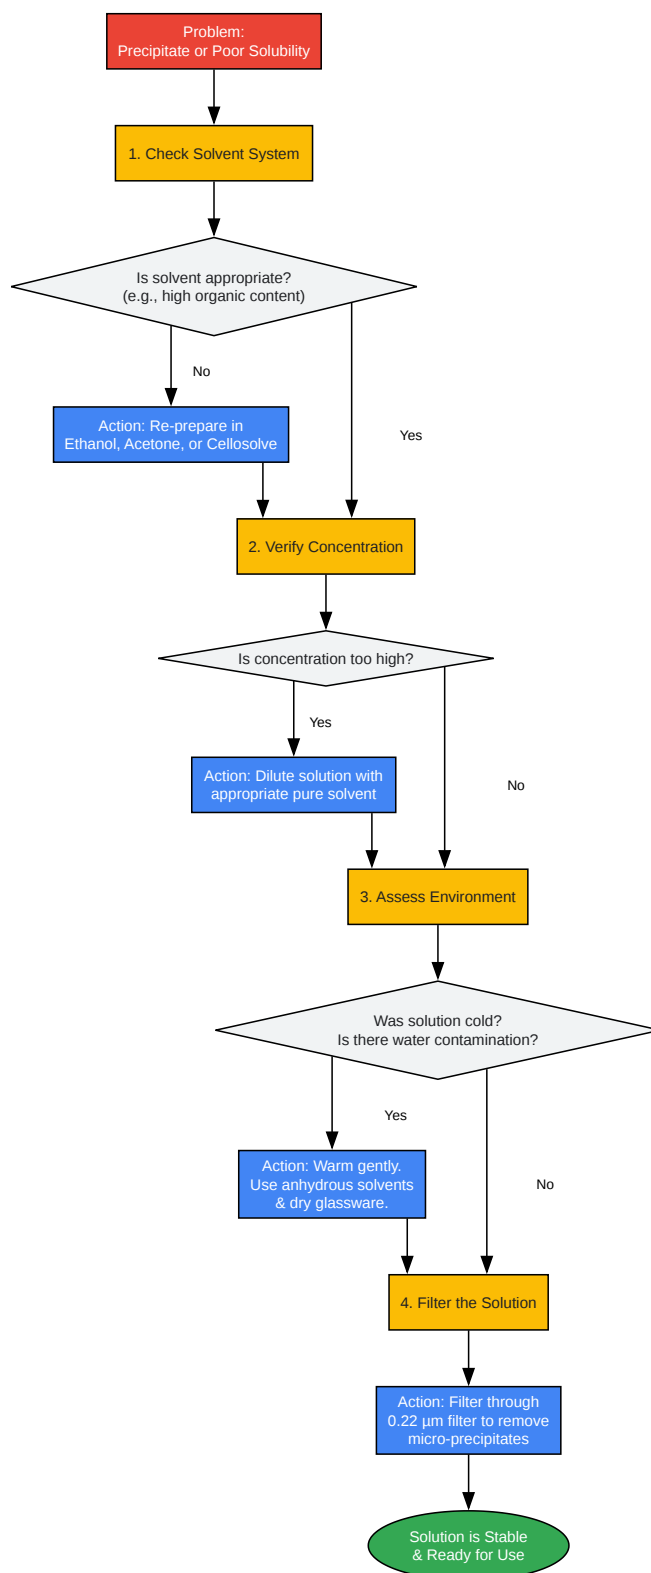 Problem:
Precipitate or Poor Solubility
1. Check Solvent System
Is solvent appropriate?
(e.g., high organic content)
No
Action: Re-prepare in
Ethanol, Acetone, or Cellosolve
Yes
2. Verify Concentration
Is concentration too high?
Yes
Action: Dilute solution with
appropriate pure solvent
No
3. Assess Environment
Was solution cold?
Is there water contamination?
Yes
Action: Warm gently.
Use anhydrous solvents
& dry glassware.
No
4. Filter the Solution
Action: Filter through
0.22 µm filter to remove
micro-precipitates
Solution is Stable
& Ready for Use